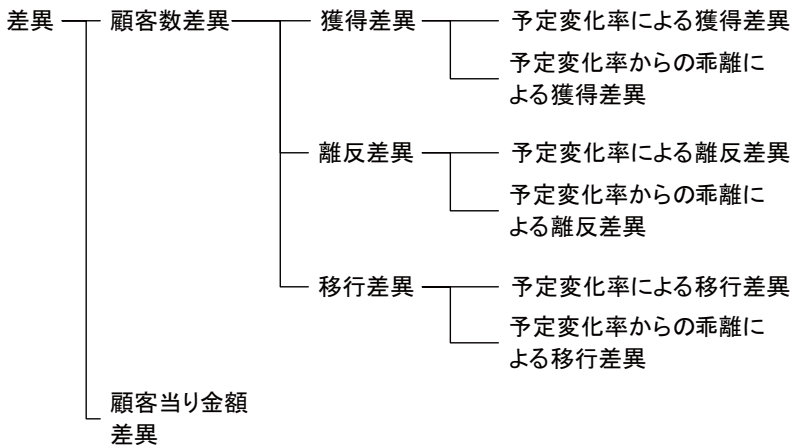 差異
顧客数差異
獲得差異
予定変化率による獲得差異
予定変化率からの乖離に
よる獲得差異
離反差異
予定変化率による離反差異
予定変化率からの乖離に
よる離反差異
移行差異
予定変化率による移行差異
予定変化率からの乖離に
よる移行差異
顧客当り金額
差異